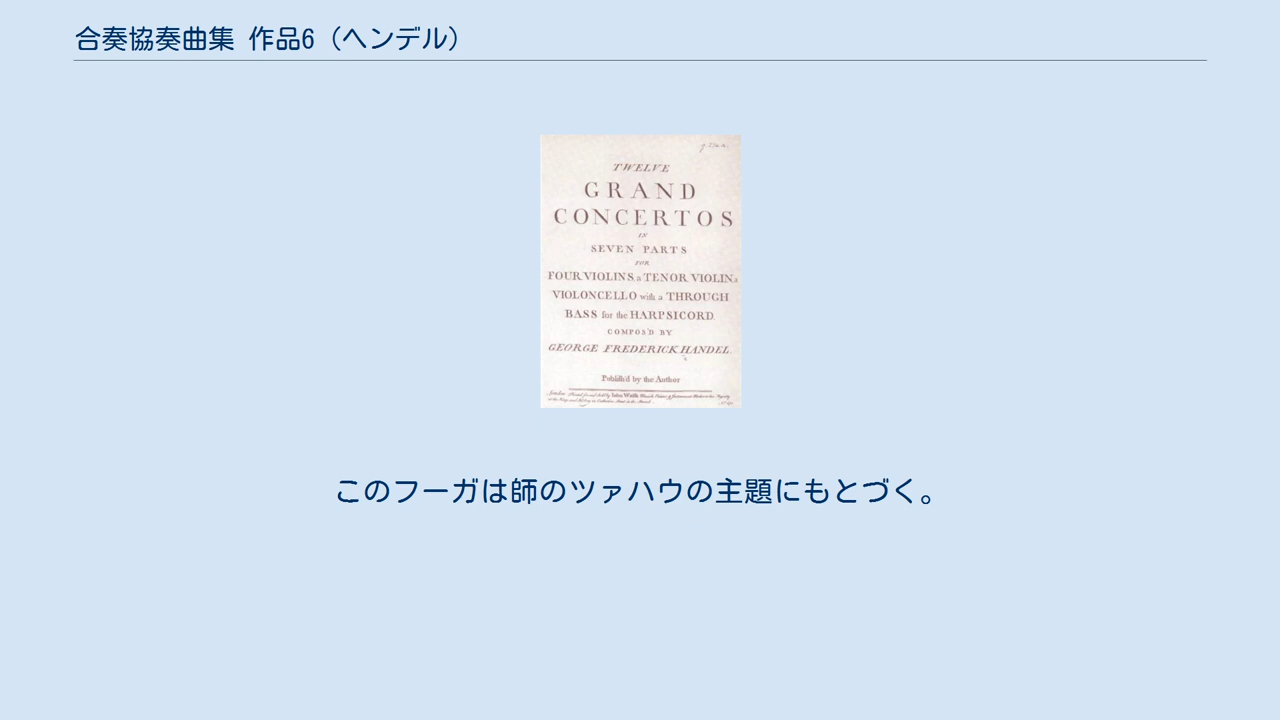 合奏協奏曲集 作品6（ヘンデル）
TWELVE
GRAND
CONCERTOS
IN
SEVEN PARTS
FOR
FOUR VIOLINS, a TENOR VIOLIN, a
VIOLONCELLO with a THROUGH
BASS for the HARPSICORD.
COMPOS'D BY
GEORGE FREDERICK HANDEL.
Publish'd by the Author
London
このフーガは師のツァハウの主題にもとづく。